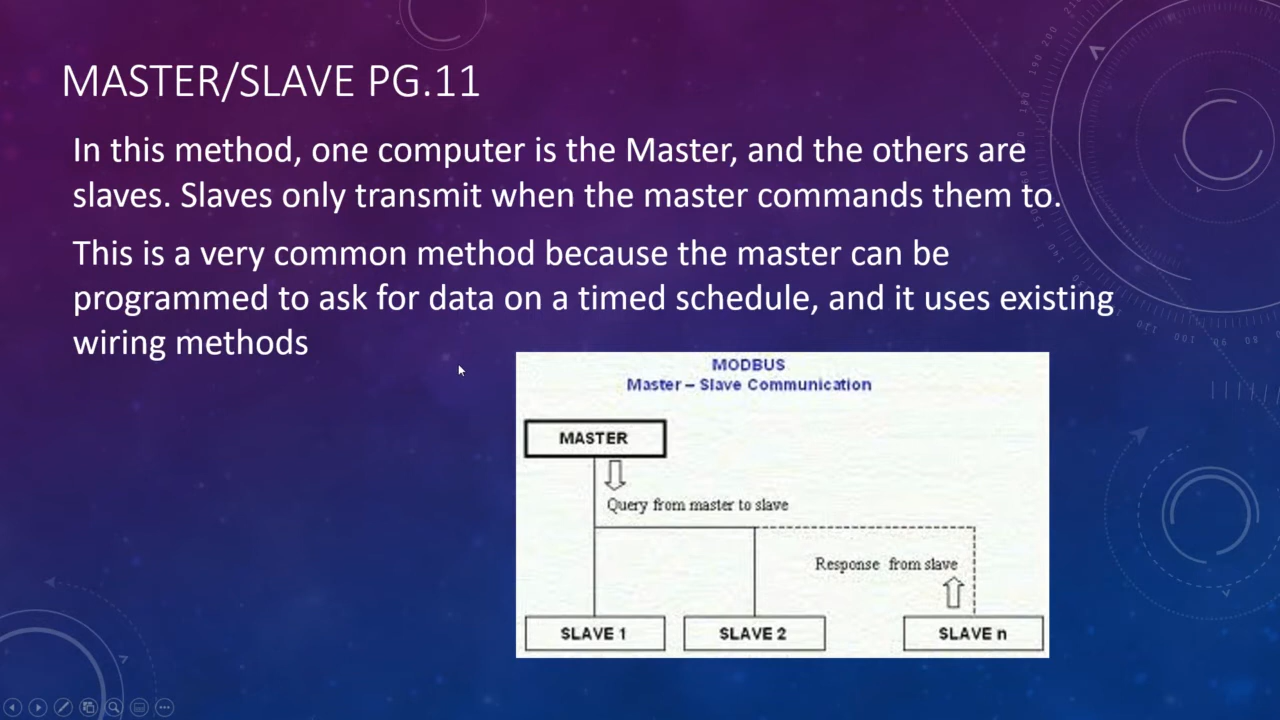 MASTER/SLAVE PG.11
In this method, one computer is the Master, and the others are
slaves. Slaves only transmit when the master commands them to.
This is a very common method because the master can be
programmed to ask for data on a timed schedule, and it uses existing
wiring methods
MODBUS
Master – Slave Communication
MASTER
Query from master to slave
Response from slave
SLAVE 1
SLAVE 2
SLAVE n